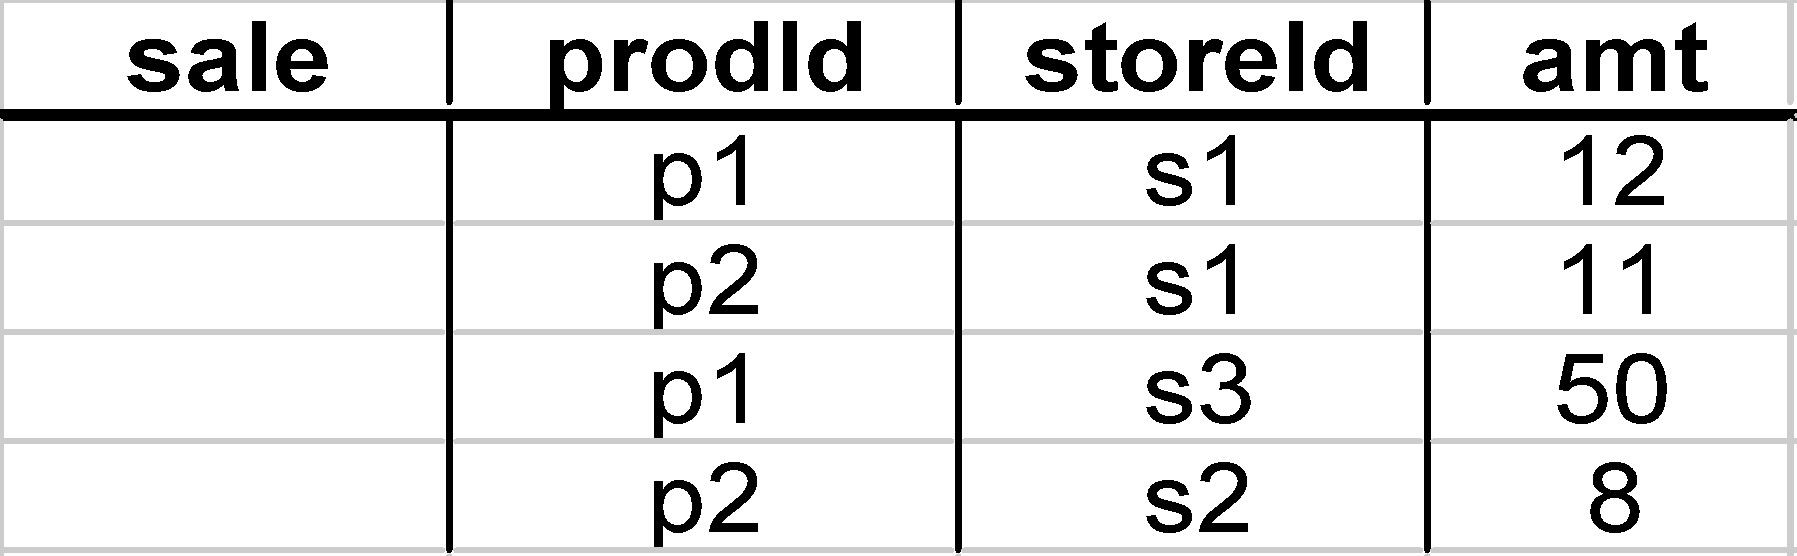 sale prodId storeId amt
p1 s1 12
p2 s1 11
p1 s3 50
p2 s2 8